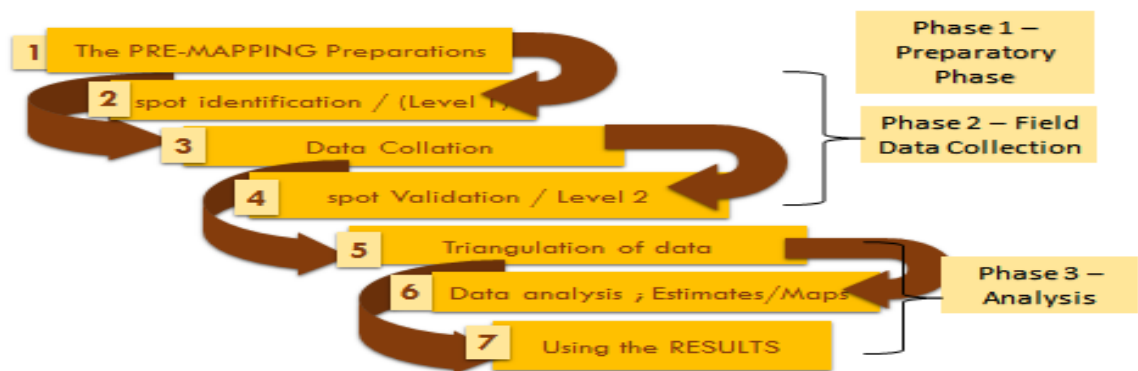 1 The PRE-MAPPING Preparations
2 spot identification / (Level 1)
3 Data Collation
4 spot Validation / Level 2
5 Triangulation of data
6 Data analysis ; Estimates/Maps
7 Using the RESULTS
Phase 1 –
Preparatory
Phase
Phase 2 – Field
Data Collection
Phase 3 –
Analysis